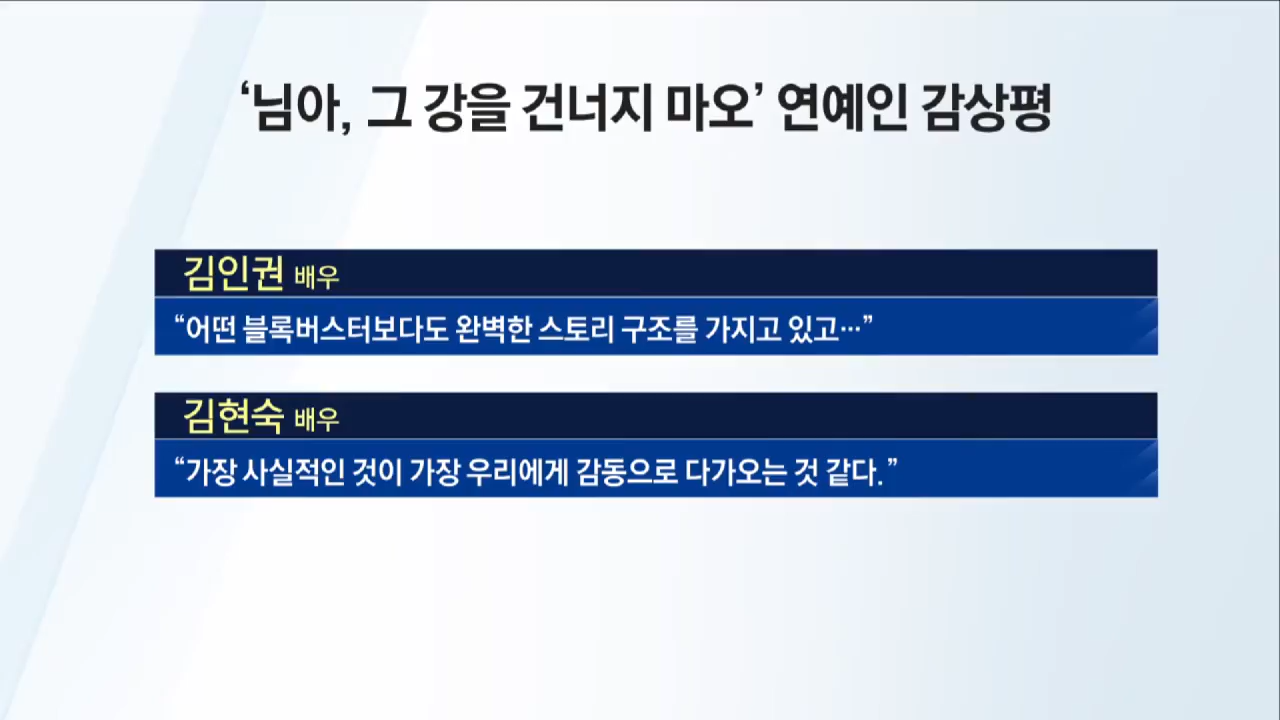 ‘님아, 그 강을 건너지 마오’ 연예인 감상평
김인권 배우
“어떤 블록버스터보다도 완벽한 스토리 구조를 가지고 있고…”
김현숙 배우
“가장 사실적인 것이 가장 우리에게 감동으로 다가오는 것 같다.”